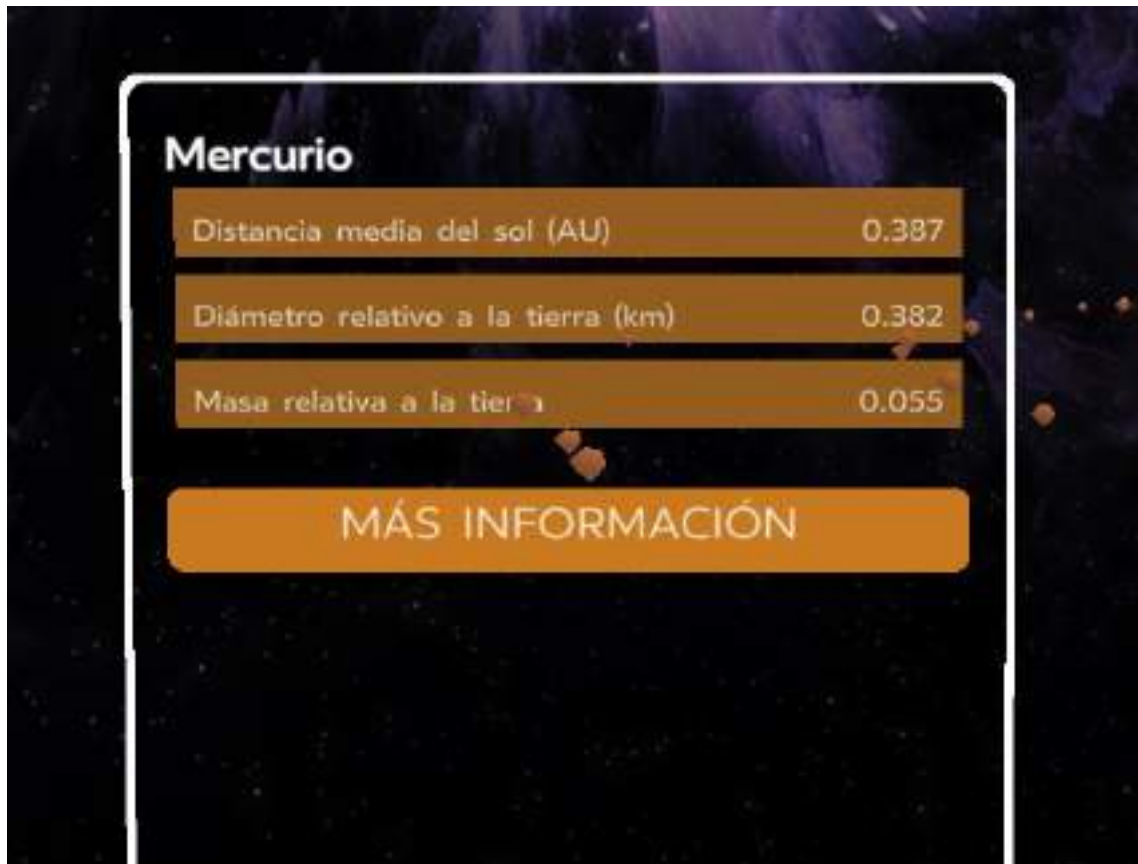 Mercurio
Distancia media del sol (AU) 0.387
Diámetro relativo a la tierra (km) 0.382
Masa relativa a la tierra 0.055
MÁS INFORMACIÓN